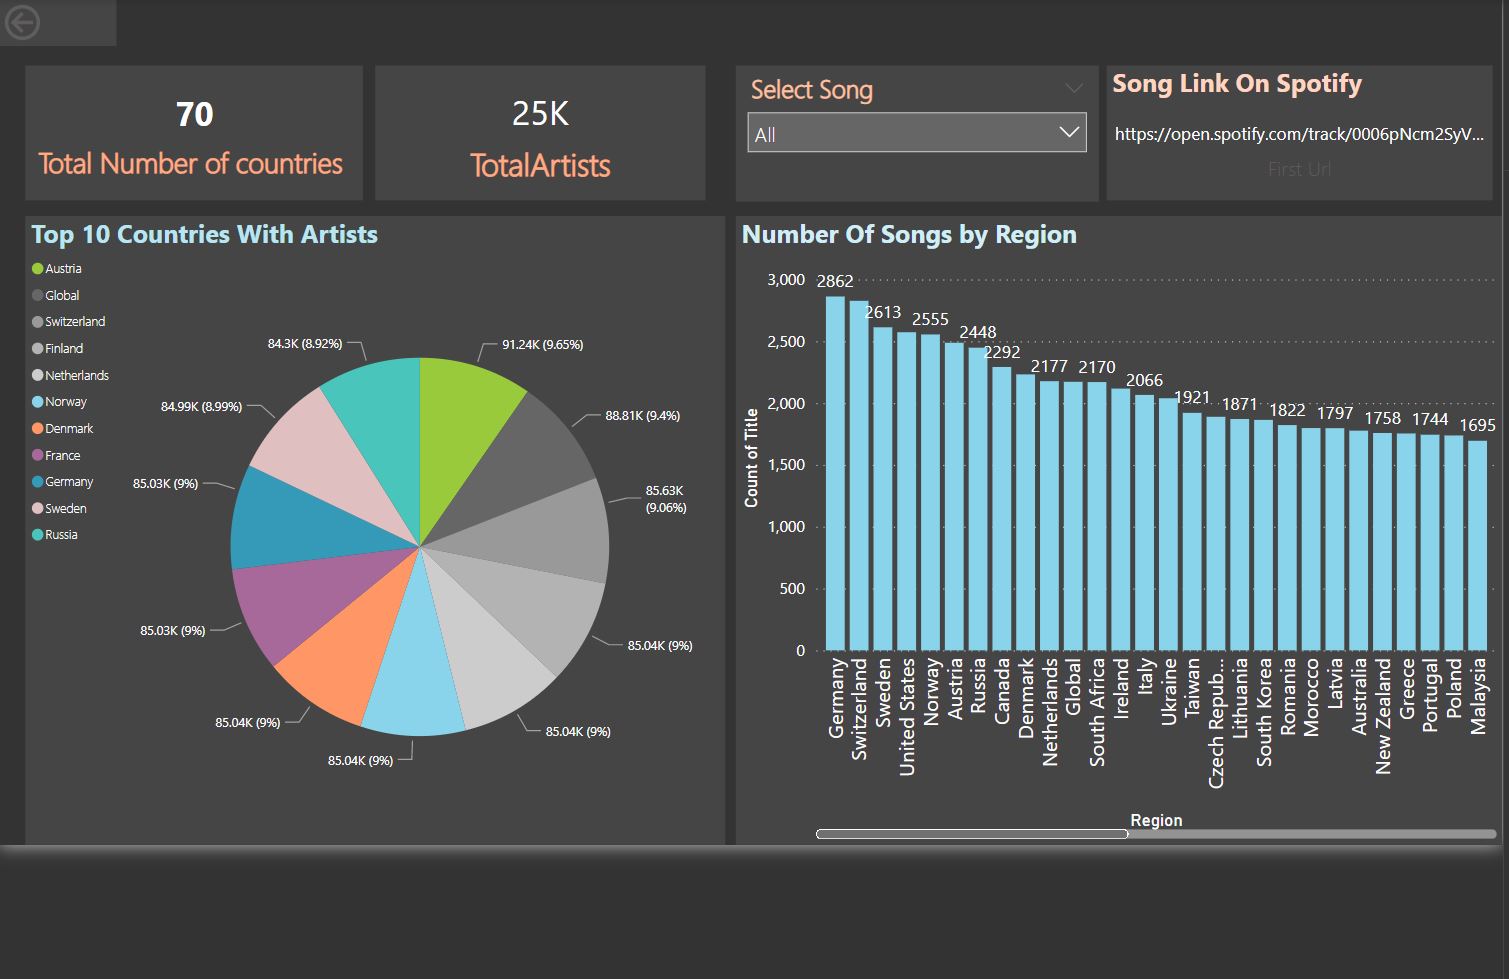 70
Total Number of countries
25K
TotalArtists
Select Song
All
Song Link On Spotify
https://open.spotify.com/track/0006pNcm2SyV...
First Url
Top 10 Countries With Artists
Austria
Global
Switzerland
Finland
Netherlands
Norway
Denmark
France
Germany
Sweden
Russia
91.24K (9.65%)
88.81K (9.4%)
85.63K
(9.06%)
85.04K (9%)
85.04K (9%)
85.04K (9%)
85.04K (9%)
85.03K (9%)
85.03K (9%)
84.99K (8.99%)
84.3K (8.92%)
Number Of Songs by Region
Count of Title
3,000
2,500
2,000
1,500
1,000
500
0
2862
2613
2555
2448
2292
2177
2170
2066
1921
1871
1822
1797
1758
1744
1695
Germany
Switzerland
Sweden
United States
Norway
Austria
Russia
Canada
Denmark
Netherlands
Global
South Africa
Ireland
Italy
Ukraine
Taiwan
Czech Repub...
Lithuania
South Korea
Romania
Morocco
Latvia
Australia
New Zealand
Greece
Portugal
Poland
Malaysia
Region